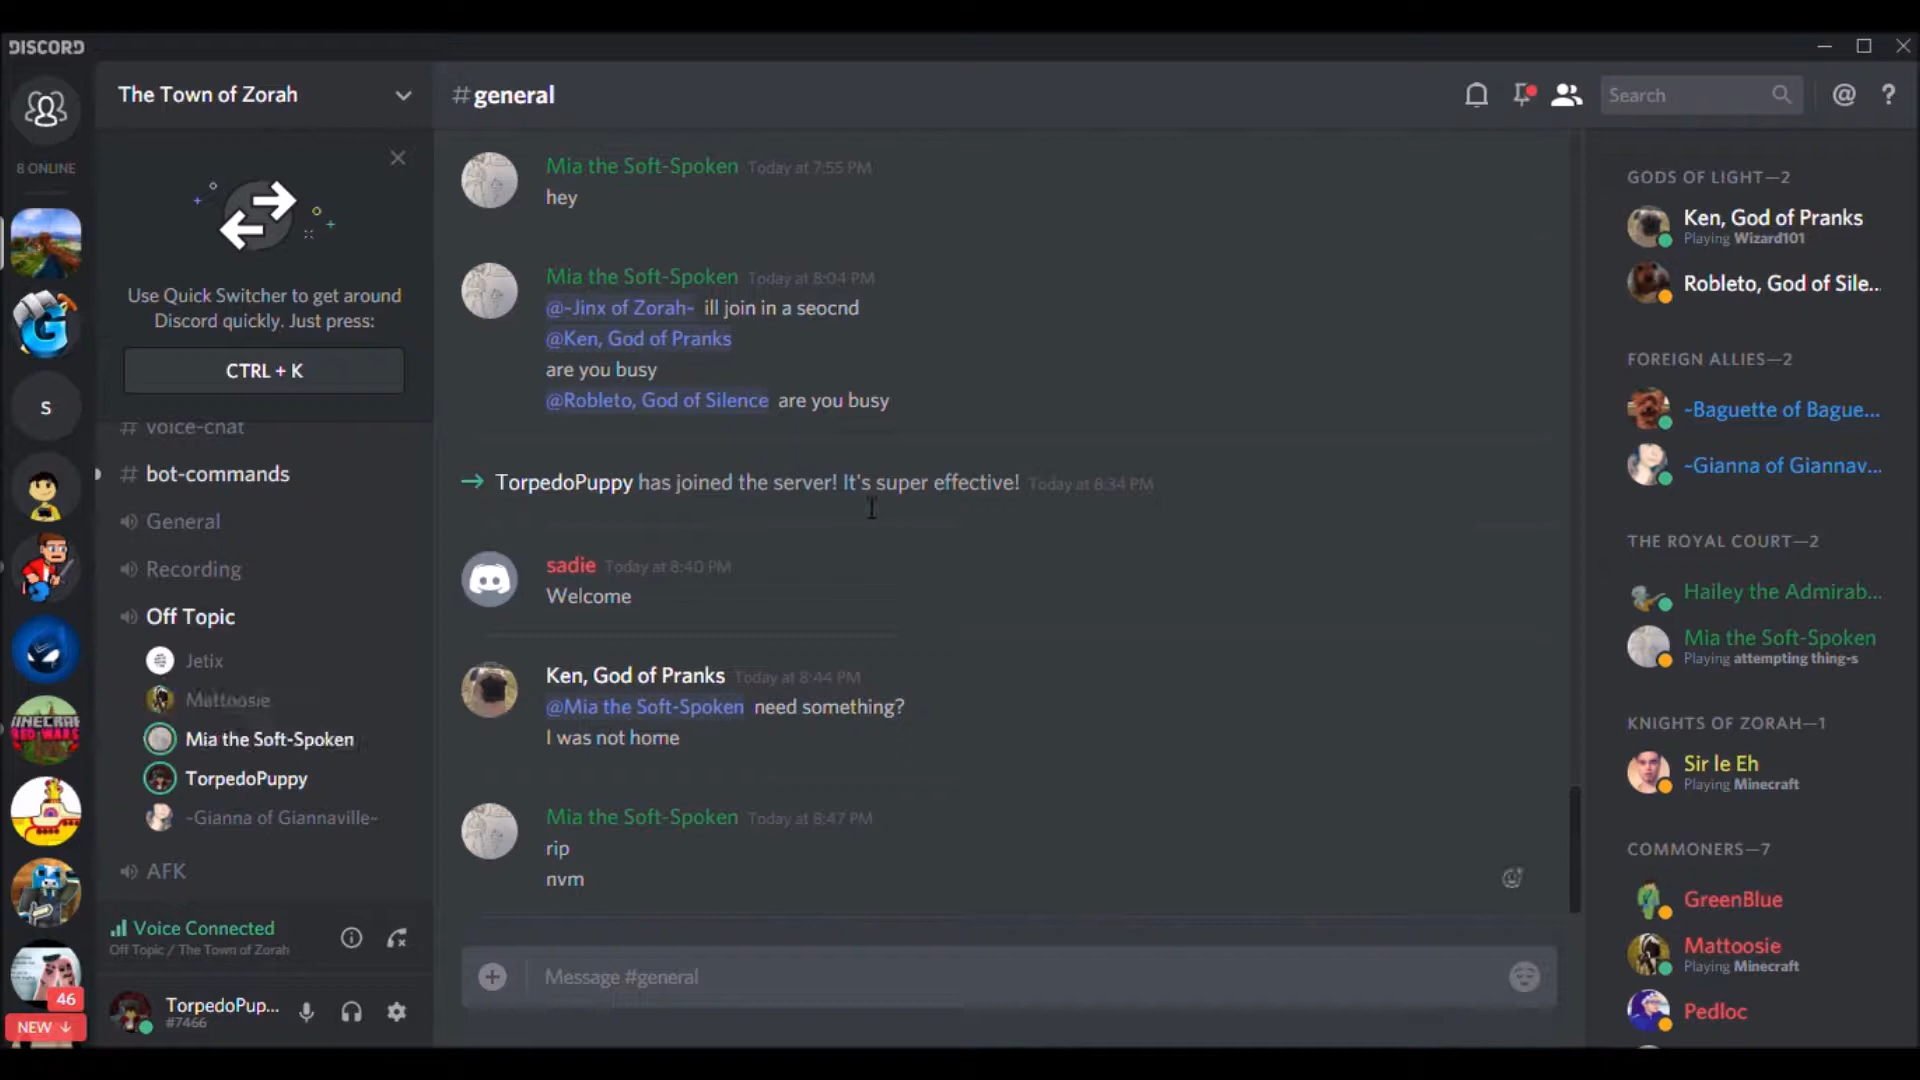 DISCORD
8 ONLINE
S
MINECRAF
BED WARS
46
NEW ↓
The Town of Zorah
Use Quick Switcher to get around
Discord quickly. Just press:
CTRL + K
# voice-chat
# bot-commands
General
Recording
Off Topic
Jetix
Mattoosie
Mia the Soft-Spoken
TorpedoPuppy
~Gianna of Giannaville~
AFK
Voice Connected
Off Topic / The Town of Zorah
TorpedoPup...
#7466
# general
Search
@ ?
Mia the Soft-Spoken Today at 7:55 PM
hey
Mia the Soft-Spoken Today at 8:04 PM
@~Jinx of Zorah~ ill join in a seocnd
@Ken, God of Pranks
are you busy
@Robleto, God of Silence are you busy
→ TorpedoPuppy has joined the server! It's super effective! Today at 8:34 PM
sadie Today at 8:40 PM
Welcome
Ken, God of Pranks Today at 8:44 PM
@Mia the Soft-Spoken need something?
I was not home
Mia the Soft-Spoken Today at 8:47 PM
rip
nvm
Message #general
GODS OF LIGHT—2
Ken, God of Pranks
Playing Wizard101
Robleto, God of Sile...
FOREIGN ALLIES—2
~Baguette of Bague...
~Gianna of Giannav...
THE ROYAL COURT—2
Hailey the Admirab...
Mia the Soft-Spoken
Playing attempting thing-s
KNIGHTS OF ZORAH—1
Sir le Eh
Playing Minecraft
COMMONERS—7
GreenBlue
Mattoosie
Playing Minecraft
Pedloc